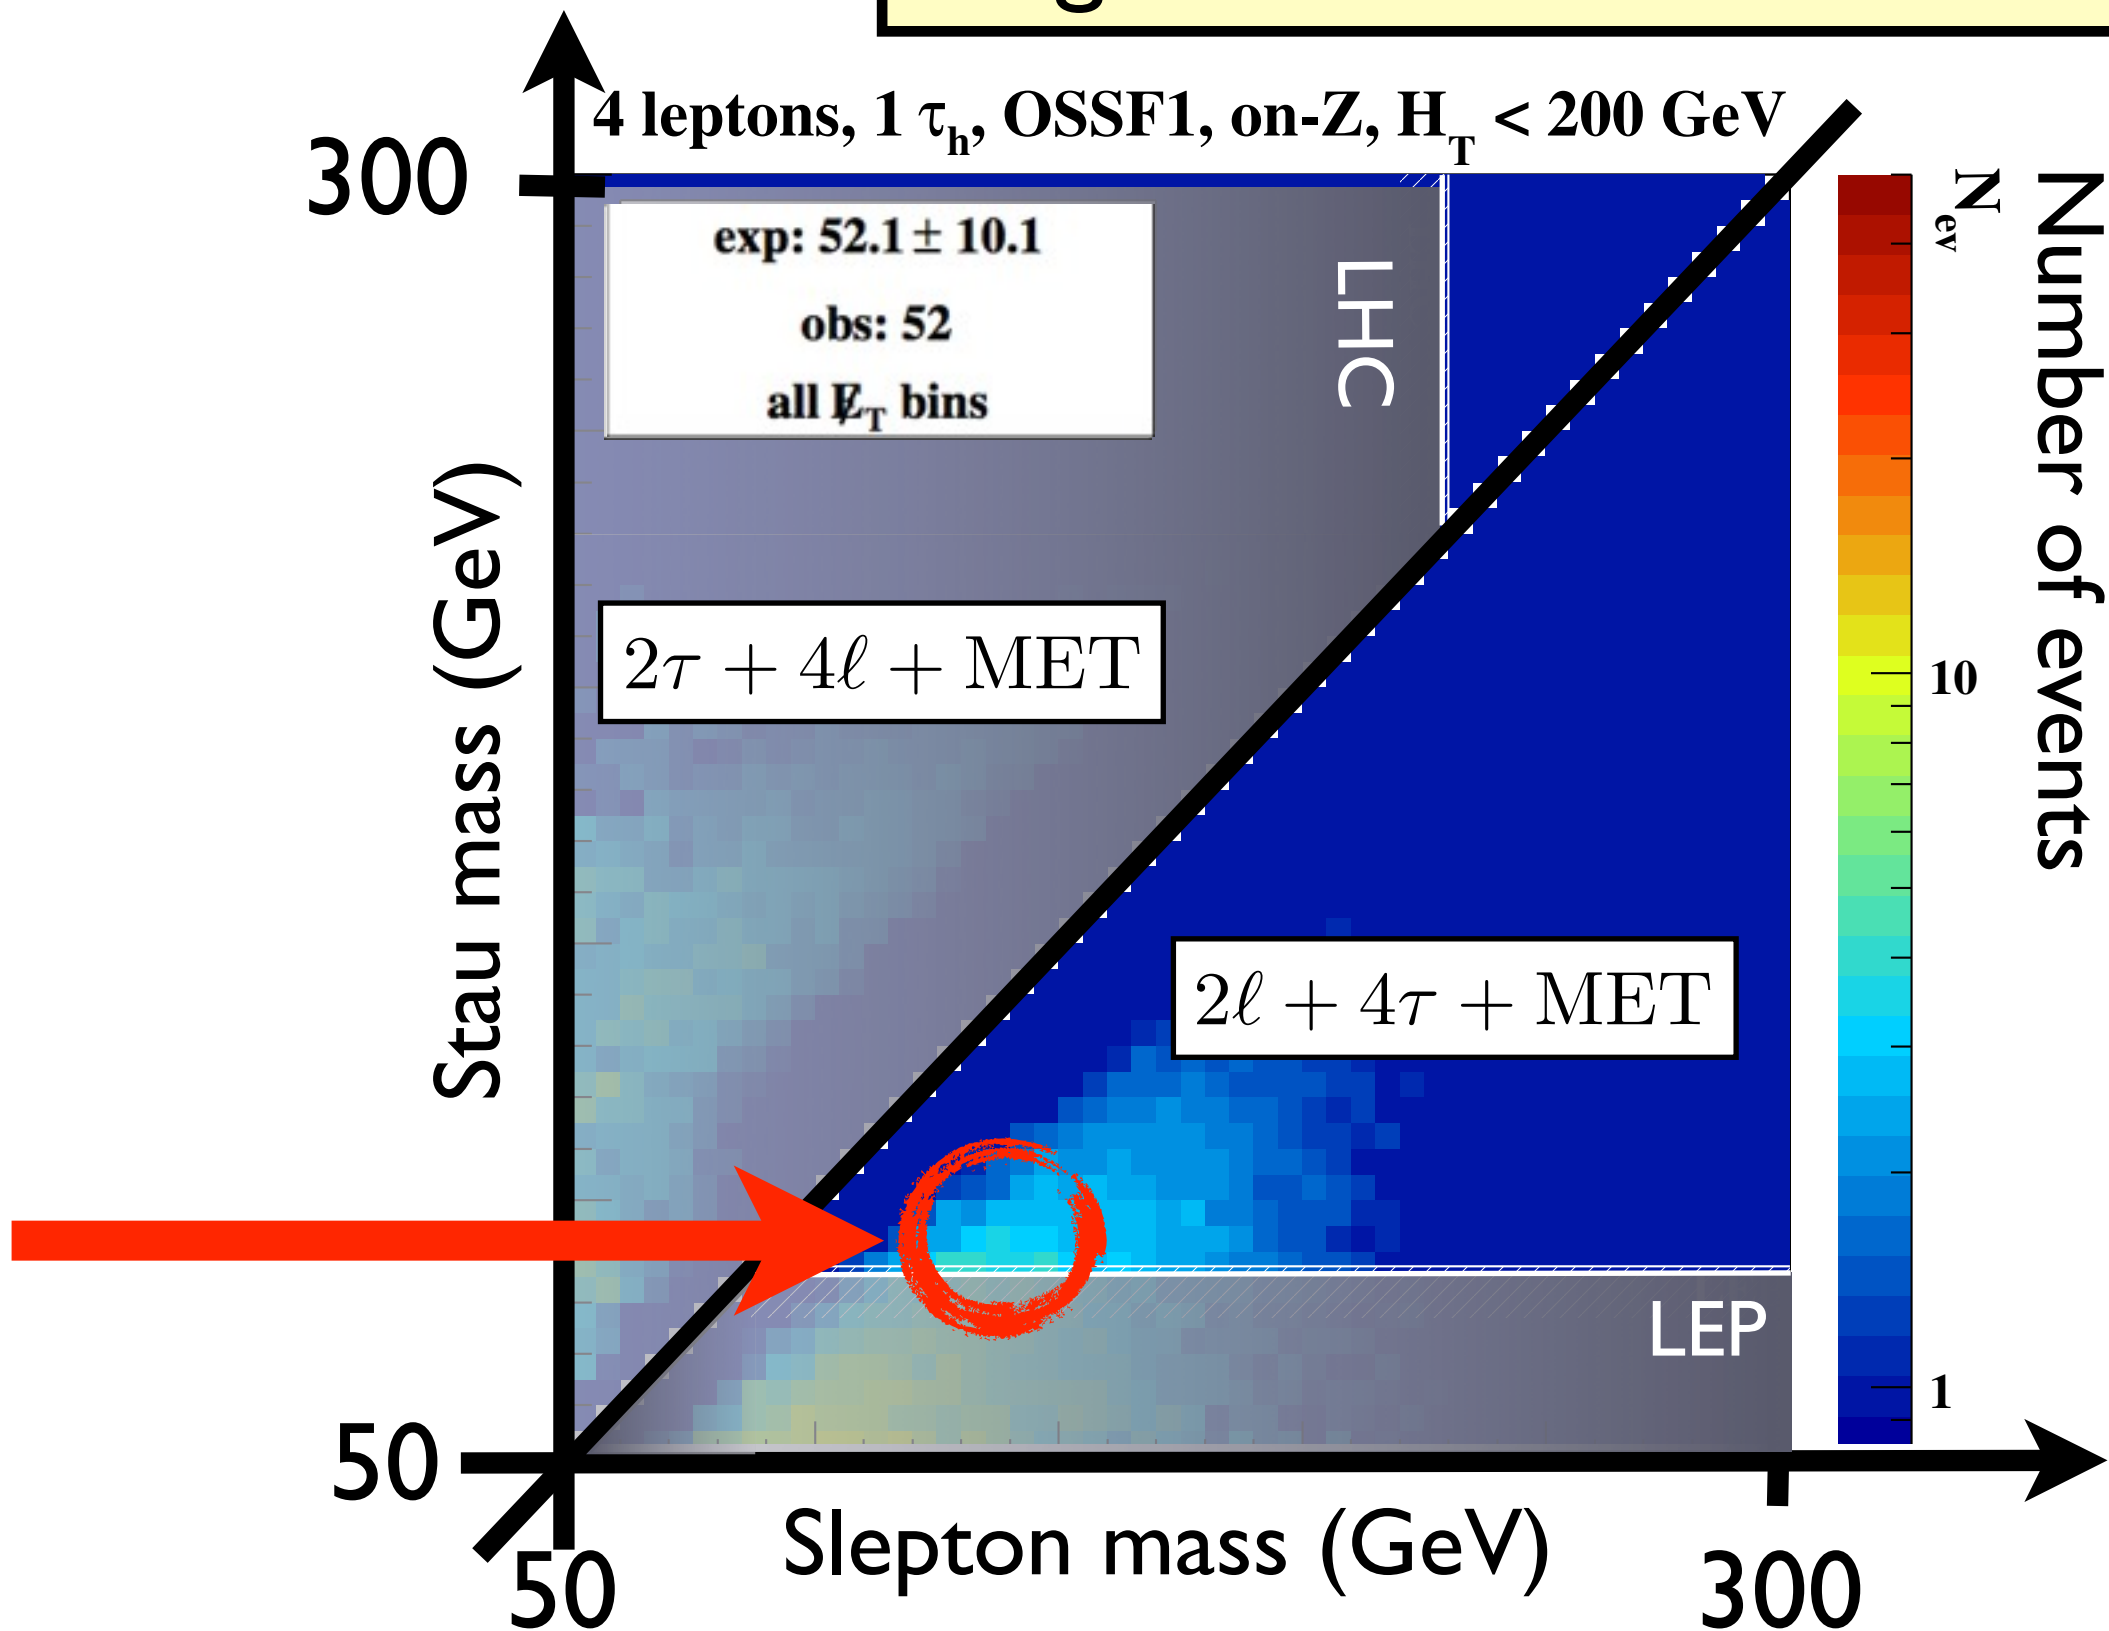 4 leptons, 1 τh, OSSF1, on-Z, HT < 200 GeV
300
exp: 52.1 ± 10.1
obs: 52
all E̸T bins
LHC
Nev
Number of events
2τ + 4ℓ + MET
10
Stau mass (GeV)
2ℓ + 4τ + MET
LEP
1
50
Slepton mass (GeV)
50
300